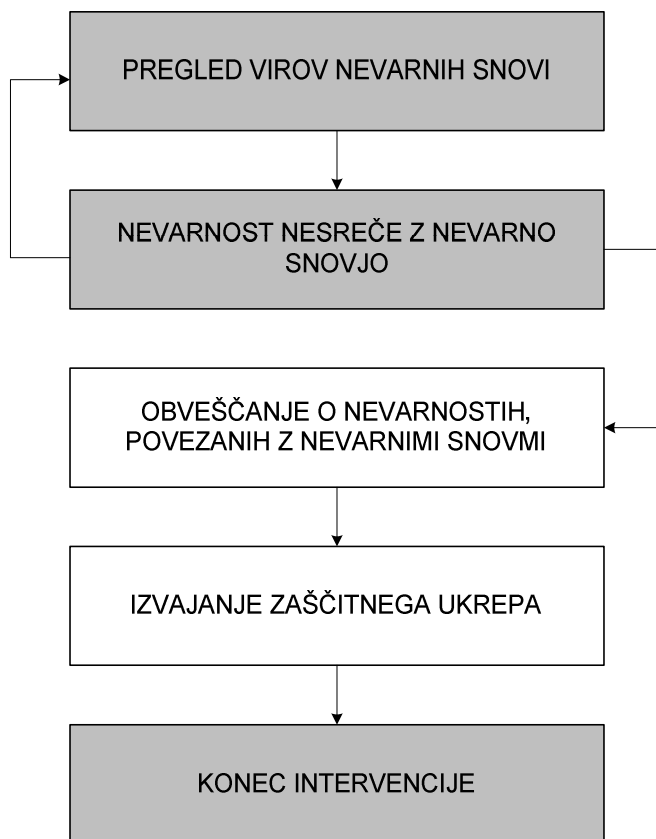 PREGLED VIROV NEVARNIH SNOVI
NEVARNOST NESREČE Z NEVARNO
SNOVJO
OBVEŠČANJE O NEVARNOSTIH,
POVEZANIH Z NEVARNIMI SNOVMI
IZVAJANJE ZAŠČITNEGA UKREPA
KONEC INTERVENCIJE